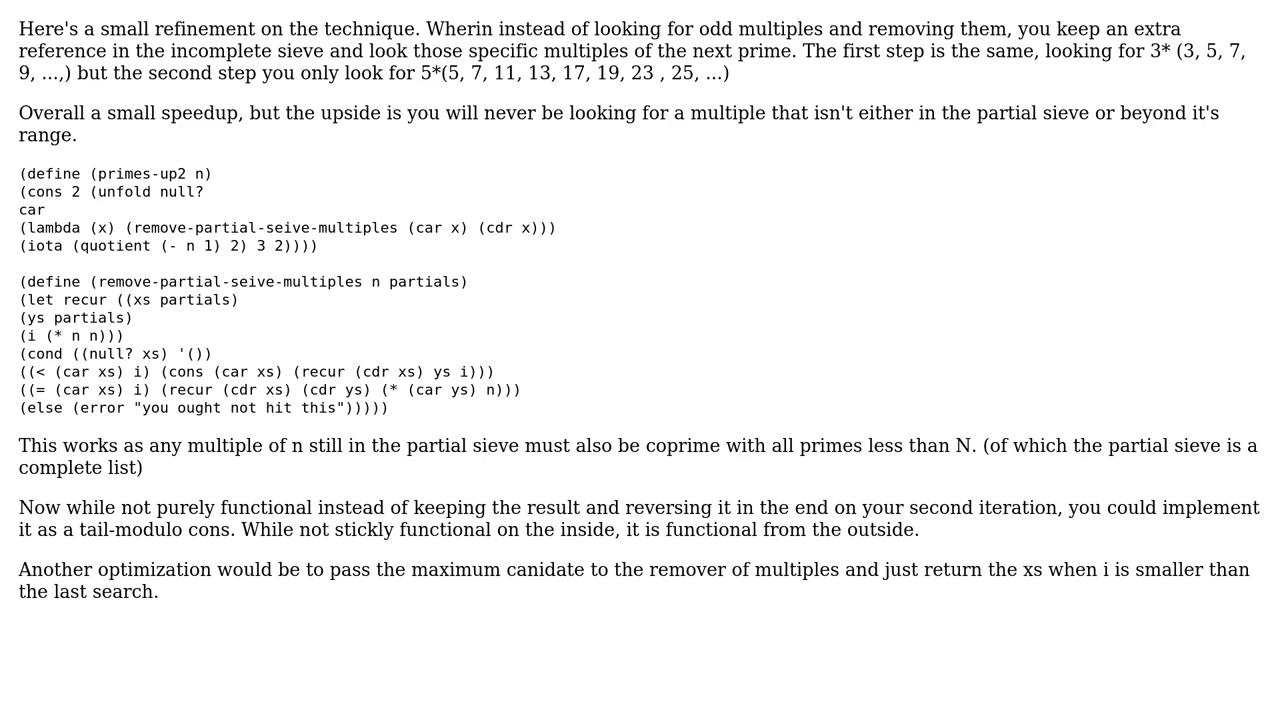 Here's a small refinement on the technique. Wherin instead of looking for odd multiples and removing them, you keep an extra
reference in the incomplete sieve and look those specific multiples of the next prime. The first step is the same, looking for 3* (3, 5, 7,
9, ...,) but the second step you only look for 5*(5, 7, 11, 13, 17, 19, 23 , 25, ...)
Overall a small speedup, but the upside is you will never be looking for a multiple that isn't either in the partial sieve or beyond it's
range.
(define (primes-up2 n)
(cons 2 (unfold null?
car
(lambda (x) (remove-partial-seive-multiples (car x) (cdr x)))
(iota (quotient (- n 1) 2) 3 2))))
(define (remove-partial-seive-multiples n partials)
(let recur ((xs partials)
(ys partials)
(i (* n n)))
(cond ((null? xs) '())
((< (car xs) i) (cons (car xs) (recur (cdr xs) ys i)))
((= (car xs) i) (recur (cdr xs) (cdr ys) (* (car ys) n)))
(else (error "you ought not hit this")))))
This works as any multiple of n still in the partial sieve must also be coprime with all primes less than N. (of which the partial sieve is a
complete list)
Now while not purely functional instead of keeping the result and reversing it in the end on your second iteration, you could implement
it as a tail-modulo cons. While not stickly functional on the inside, it is functional from the outside.
Another optimization would be to pass the maximum canidate to the remover of multiples and just return the xs when i is smaller than
the last search.